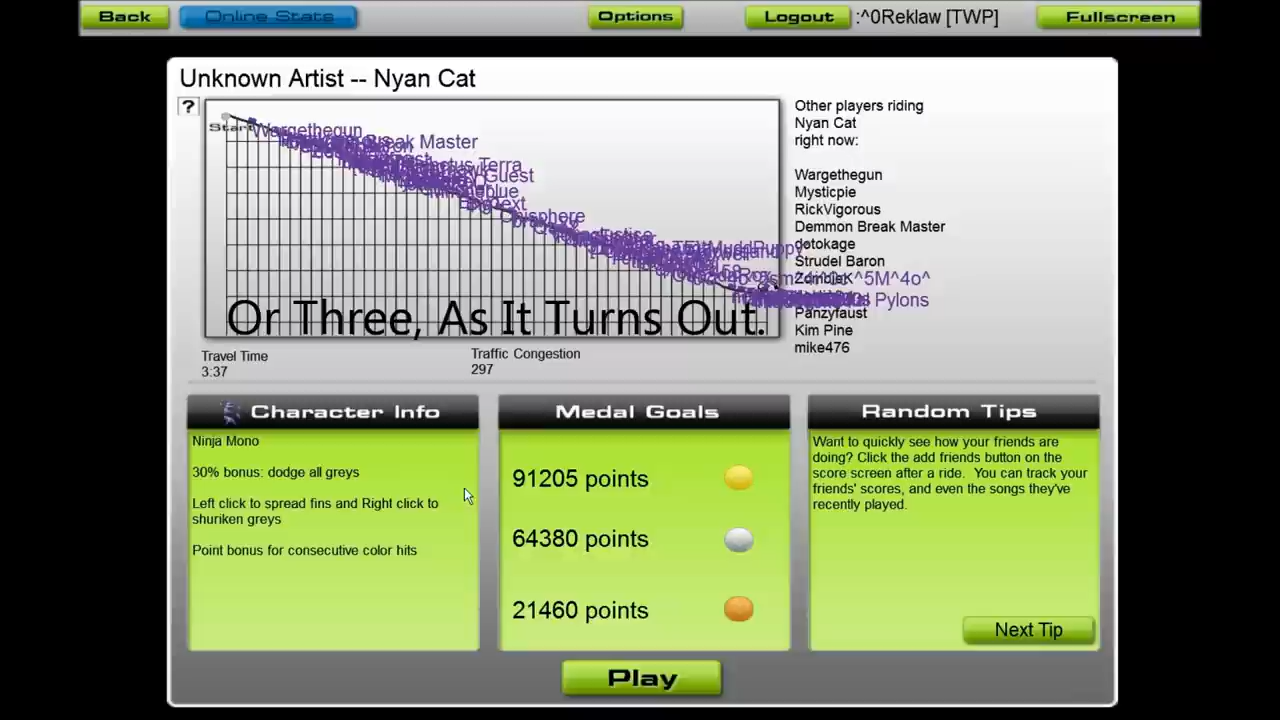 Back
Online Stats
Options
Logout
:^0Reklaw [TWP]
Fullscreen
Unknown Artist -- Nyan Cat
?
Start
Wargethegun
Break Master
Terra
Guest
Chisphere
Pylons
Or Three, As It Turns Out.
Other players riding
Nyan Cat
right now:
Wargethegun
Mysticpie
RickVigorous
Demmon Break Master
dotokage
Strudel Baron
ZombieK
Panzyfaust
Kim Pine
mike476
Travel Time
3:37
Traffic Congestion
297
Character Info
Ninja Mono
30% bonus: dodge all greys
Left click to spread fins and Right click to
shuriken greys
Point bonus for consecutive color hits
Medal Goals
91205 points
64380 points
21460 points
Random Tips
Want to quickly see how your friends are
doing? Click the add friends button on the
score screen after a ride. You can track your
friends' scores, and even the songs they've
recently played.
Next Tip
Play